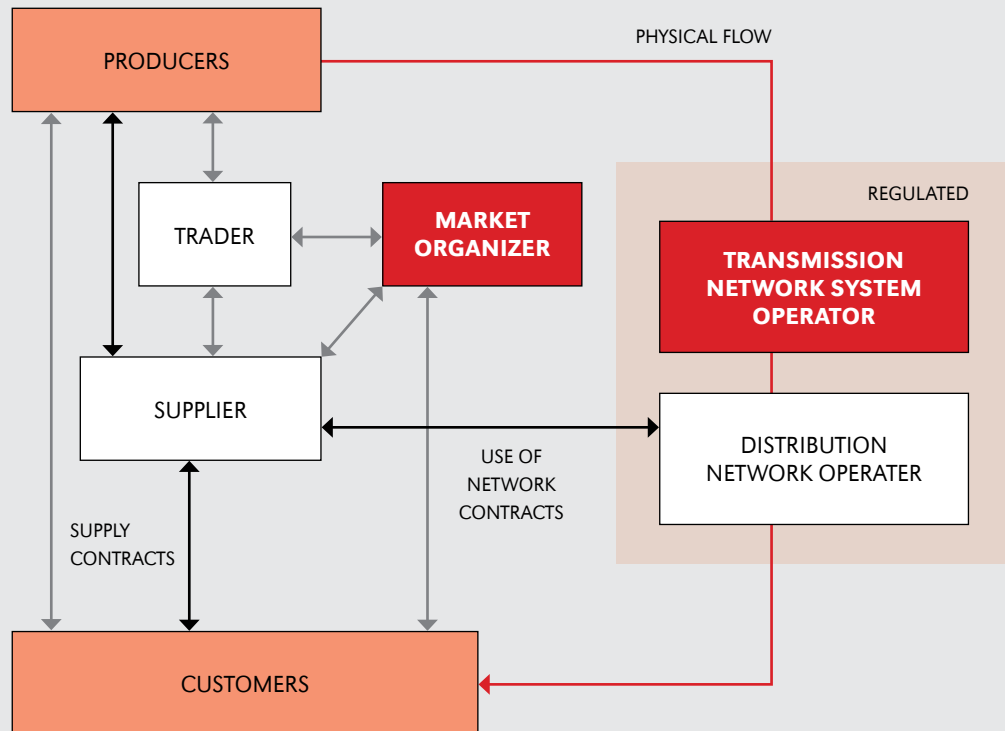 PRODUCERS
PHYSICAL FLOW
REGULATED
TRADER
MARKET
ORGANIZER
TRANSMISSION
NETWORK SYSTEM
OPERATOR
SUPPLIER
DISTRIBUTION
NETWORK OPERATER
USE OF
NETWORK
CONTRACTS
SUPPLY
CONTRACTS
CUSTOMERS